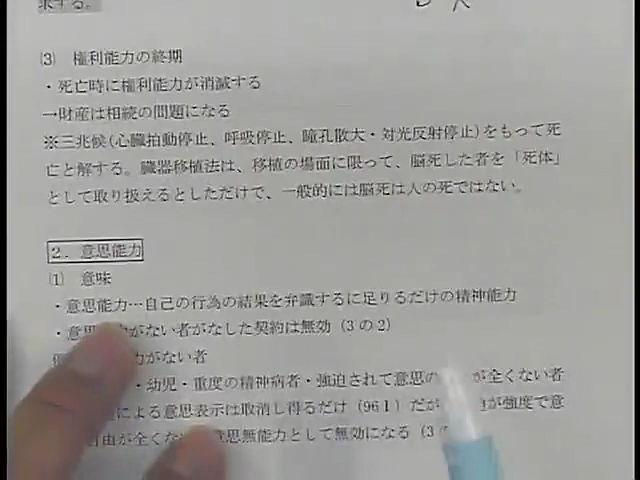 果する。
(3) 権利能力の終期
・死亡時に権利能力が消滅する
→財産は相続の問題になる
※三兆候(心臓拍動停止、呼吸停止、瞳孔散大・対光反射停止)をもって死
亡と解する。臓器移植法は、移植の場面に限って、脳死した者を「死体」
として取り扱えるとしただけで、一般的には脳死は人の死ではない。
2．意思能力
(1) 意味
・意思能力…自己の行為の結果を弁識するに足りるだけの精神能力
・意思 がない者がなした契約は無効（3の2）
力がない者
・幼児・重度の精神病者・強迫されて意思の が全くない者
による意思表示は取消し得るだけ（96Ⅰ）だが が強度で意
自由が全くな 意思無能力として無効になる（3